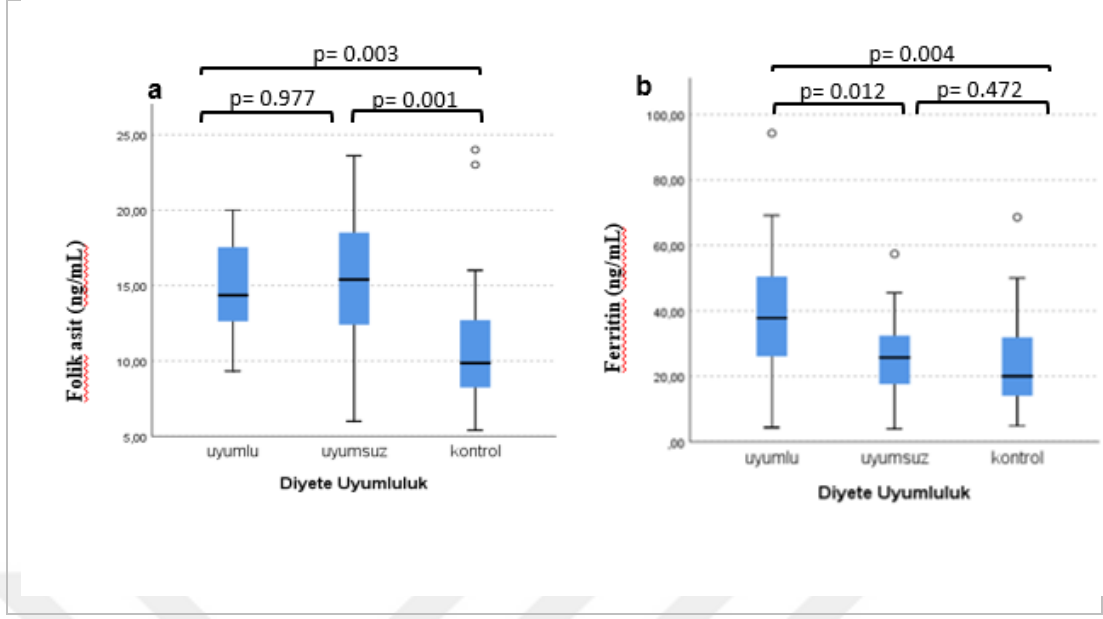 p= 0.003
a
p= 0.977
p= 0.001
25,00
20,00
15,00
10,00
5,00
Folik asit (ng/mL)
uyumlu
uyumsuz
kontrol
Diyete Uyumluluk
p= 0.004
b
p= 0.012
p= 0.472
100,00
80,00
60,00
40,00
20,00
,00
Ferritin (ng/mL)
uyumlu
uyumsuz
kontrol
Diyete Uyumluluk